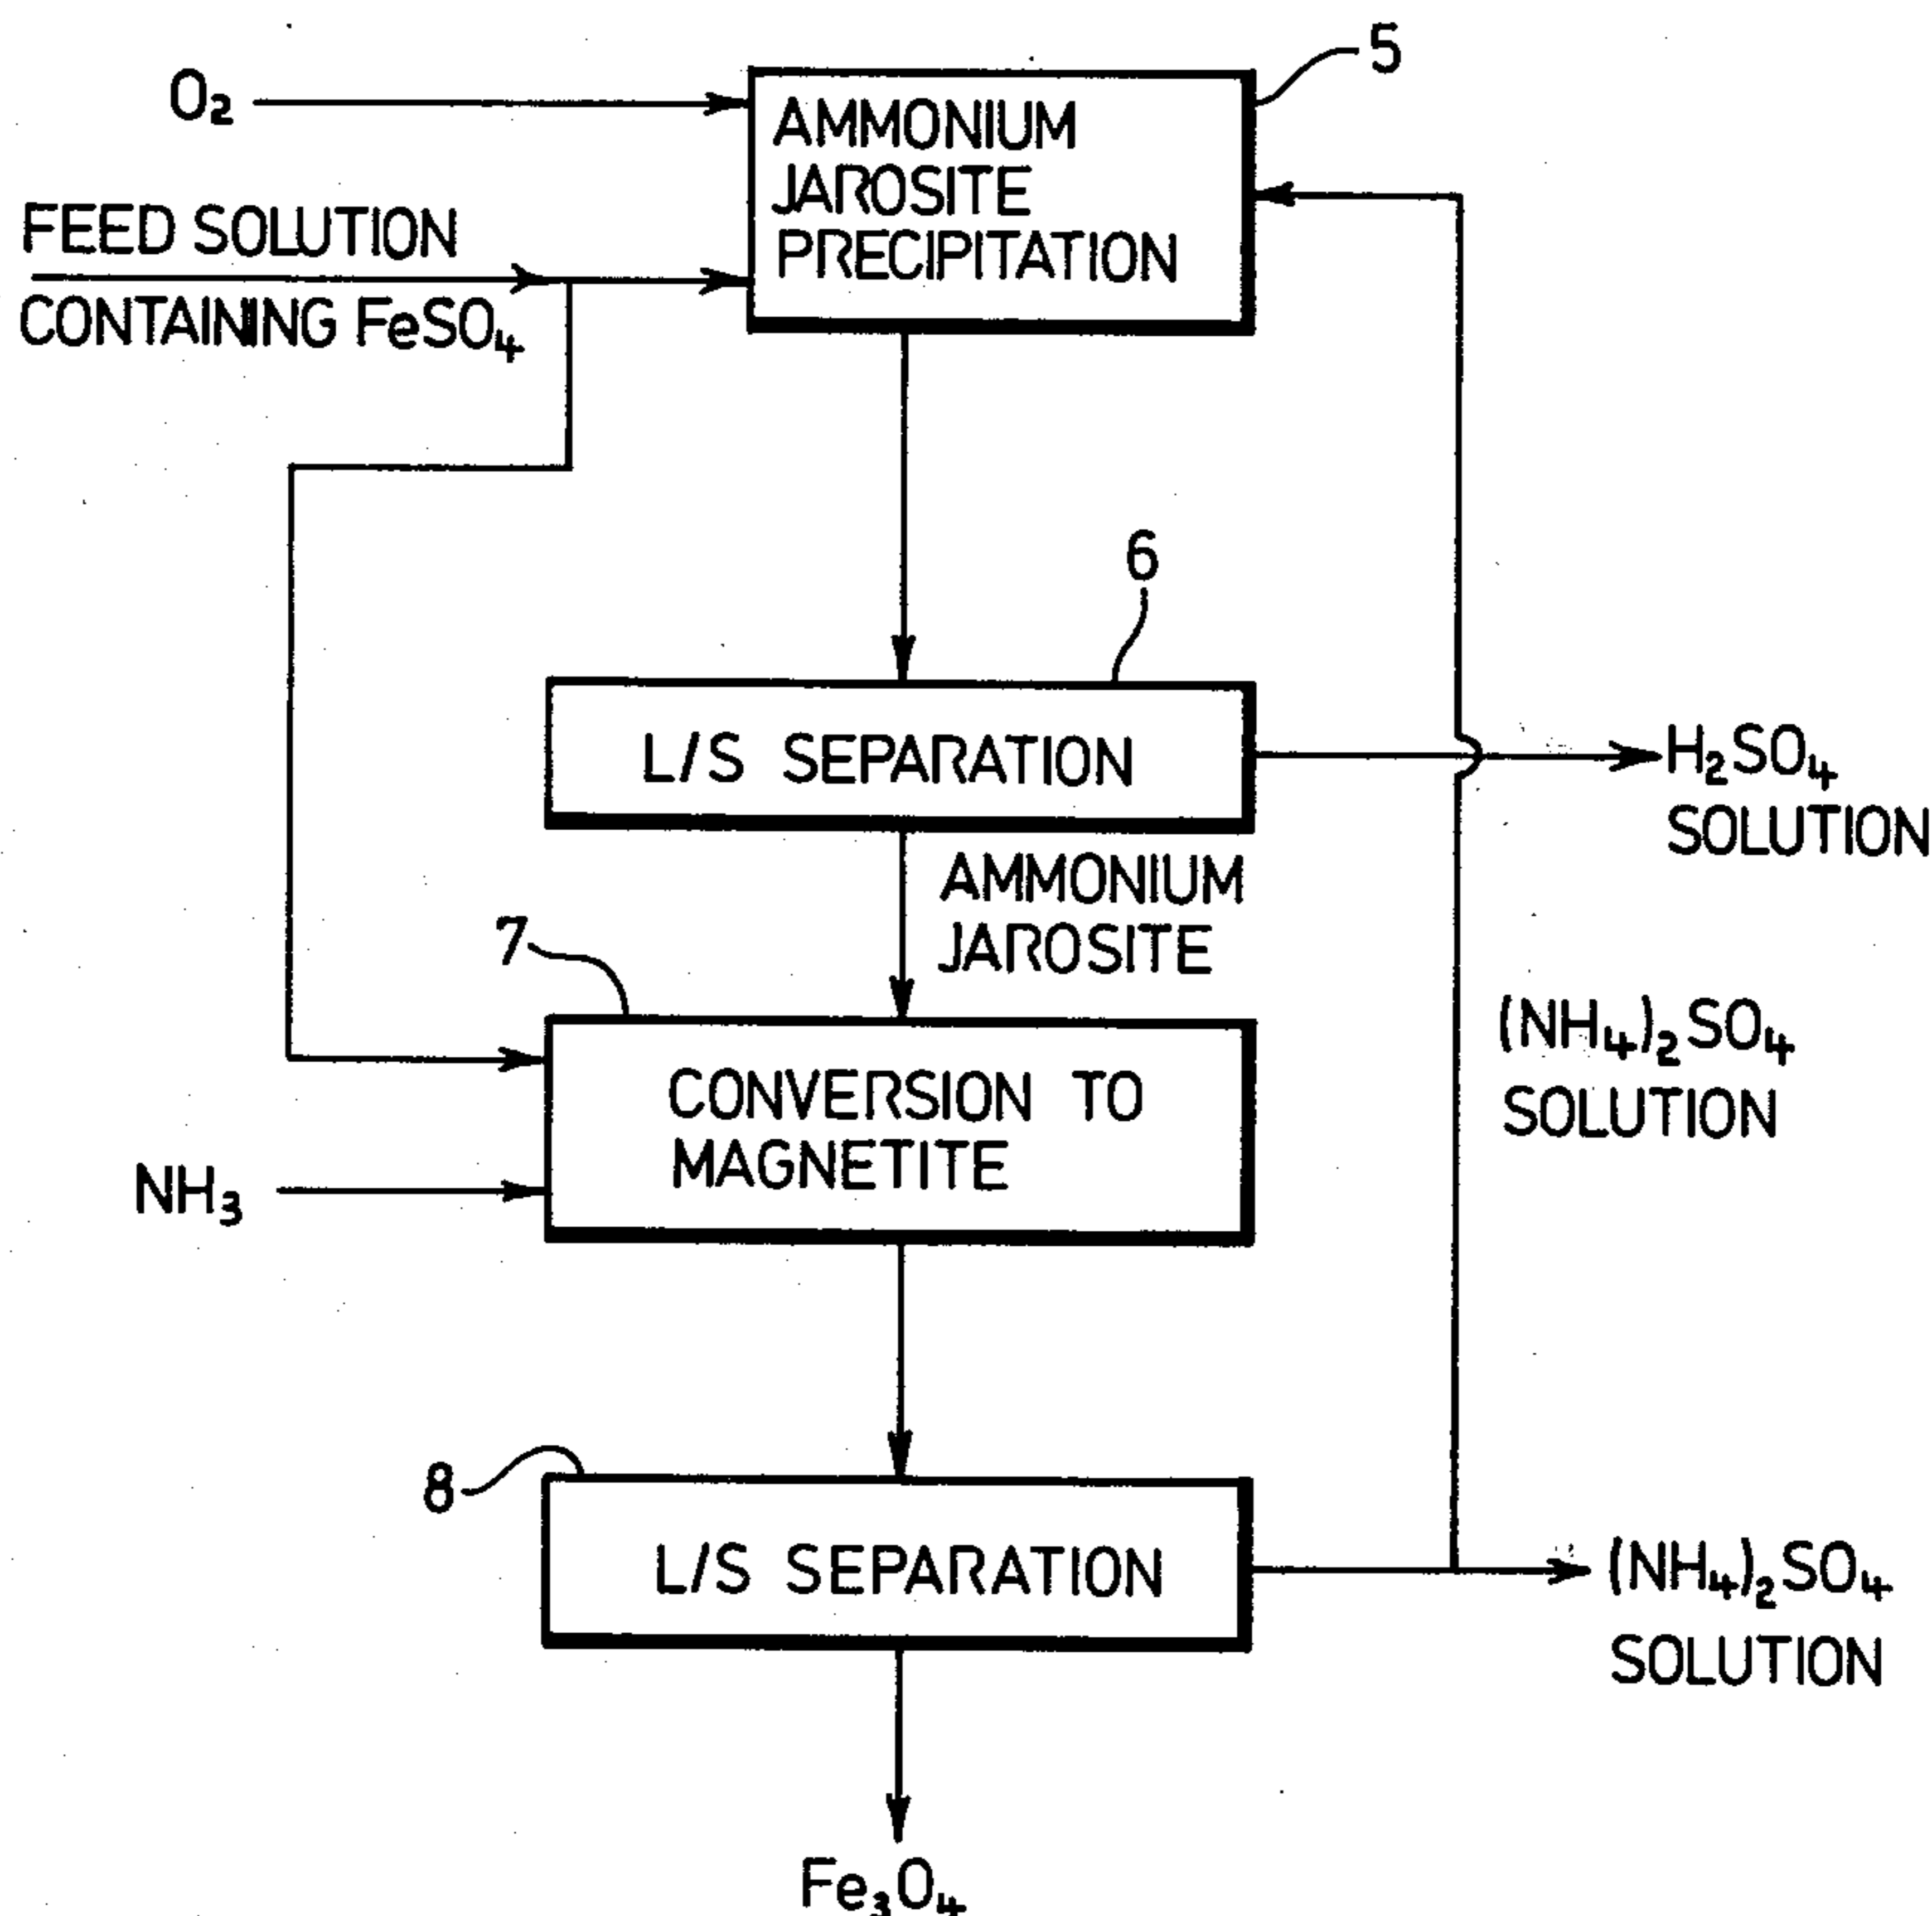 5
O₂
AMMONIUM
JAROSITE
PRECIPITATION
FEED SOLUTION
CONTAINING FeSO₄
6
L/S SEPARATION
H₂SO₄
SOLUTION
AMMONIUM
JAROSITE
7
(NH₄)₂SO₄
SOLUTION
CONVERSION TO
MAGNETITE
NH₃
8
L/S SEPARATION
(NH₄)₂SO₄
SOLUTION
Fe₃O₄